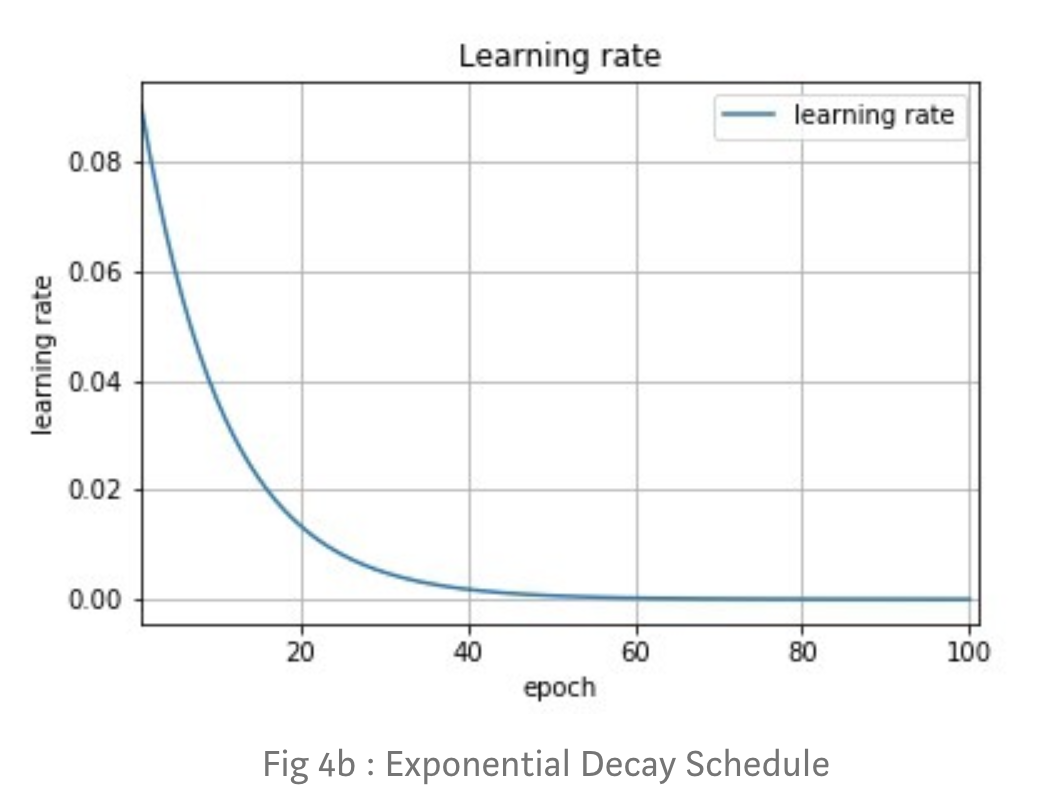 Learning rate
learning rate
0.08
0.06
0.04
0.02
0.00
learning rate
20 40 60 80 100
epoch
Fig 4b : Exponential Decay Schedule